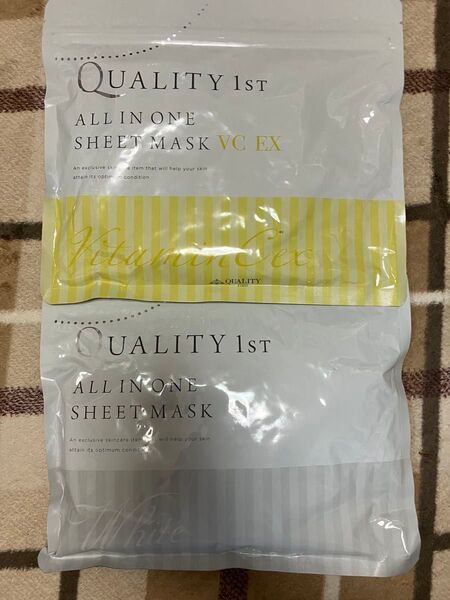 QUALITY 1ST
ALL IN ONE
SHEET MASK VC EX
An exclusive skincare item that will help your skin
attain its optimum condition
VitaminCex
QUALITY
QUALITY 1ST
ALL IN ONE
SHEET MASK
An exclusive skincare item that will help your skin
attain its optimum condition
White